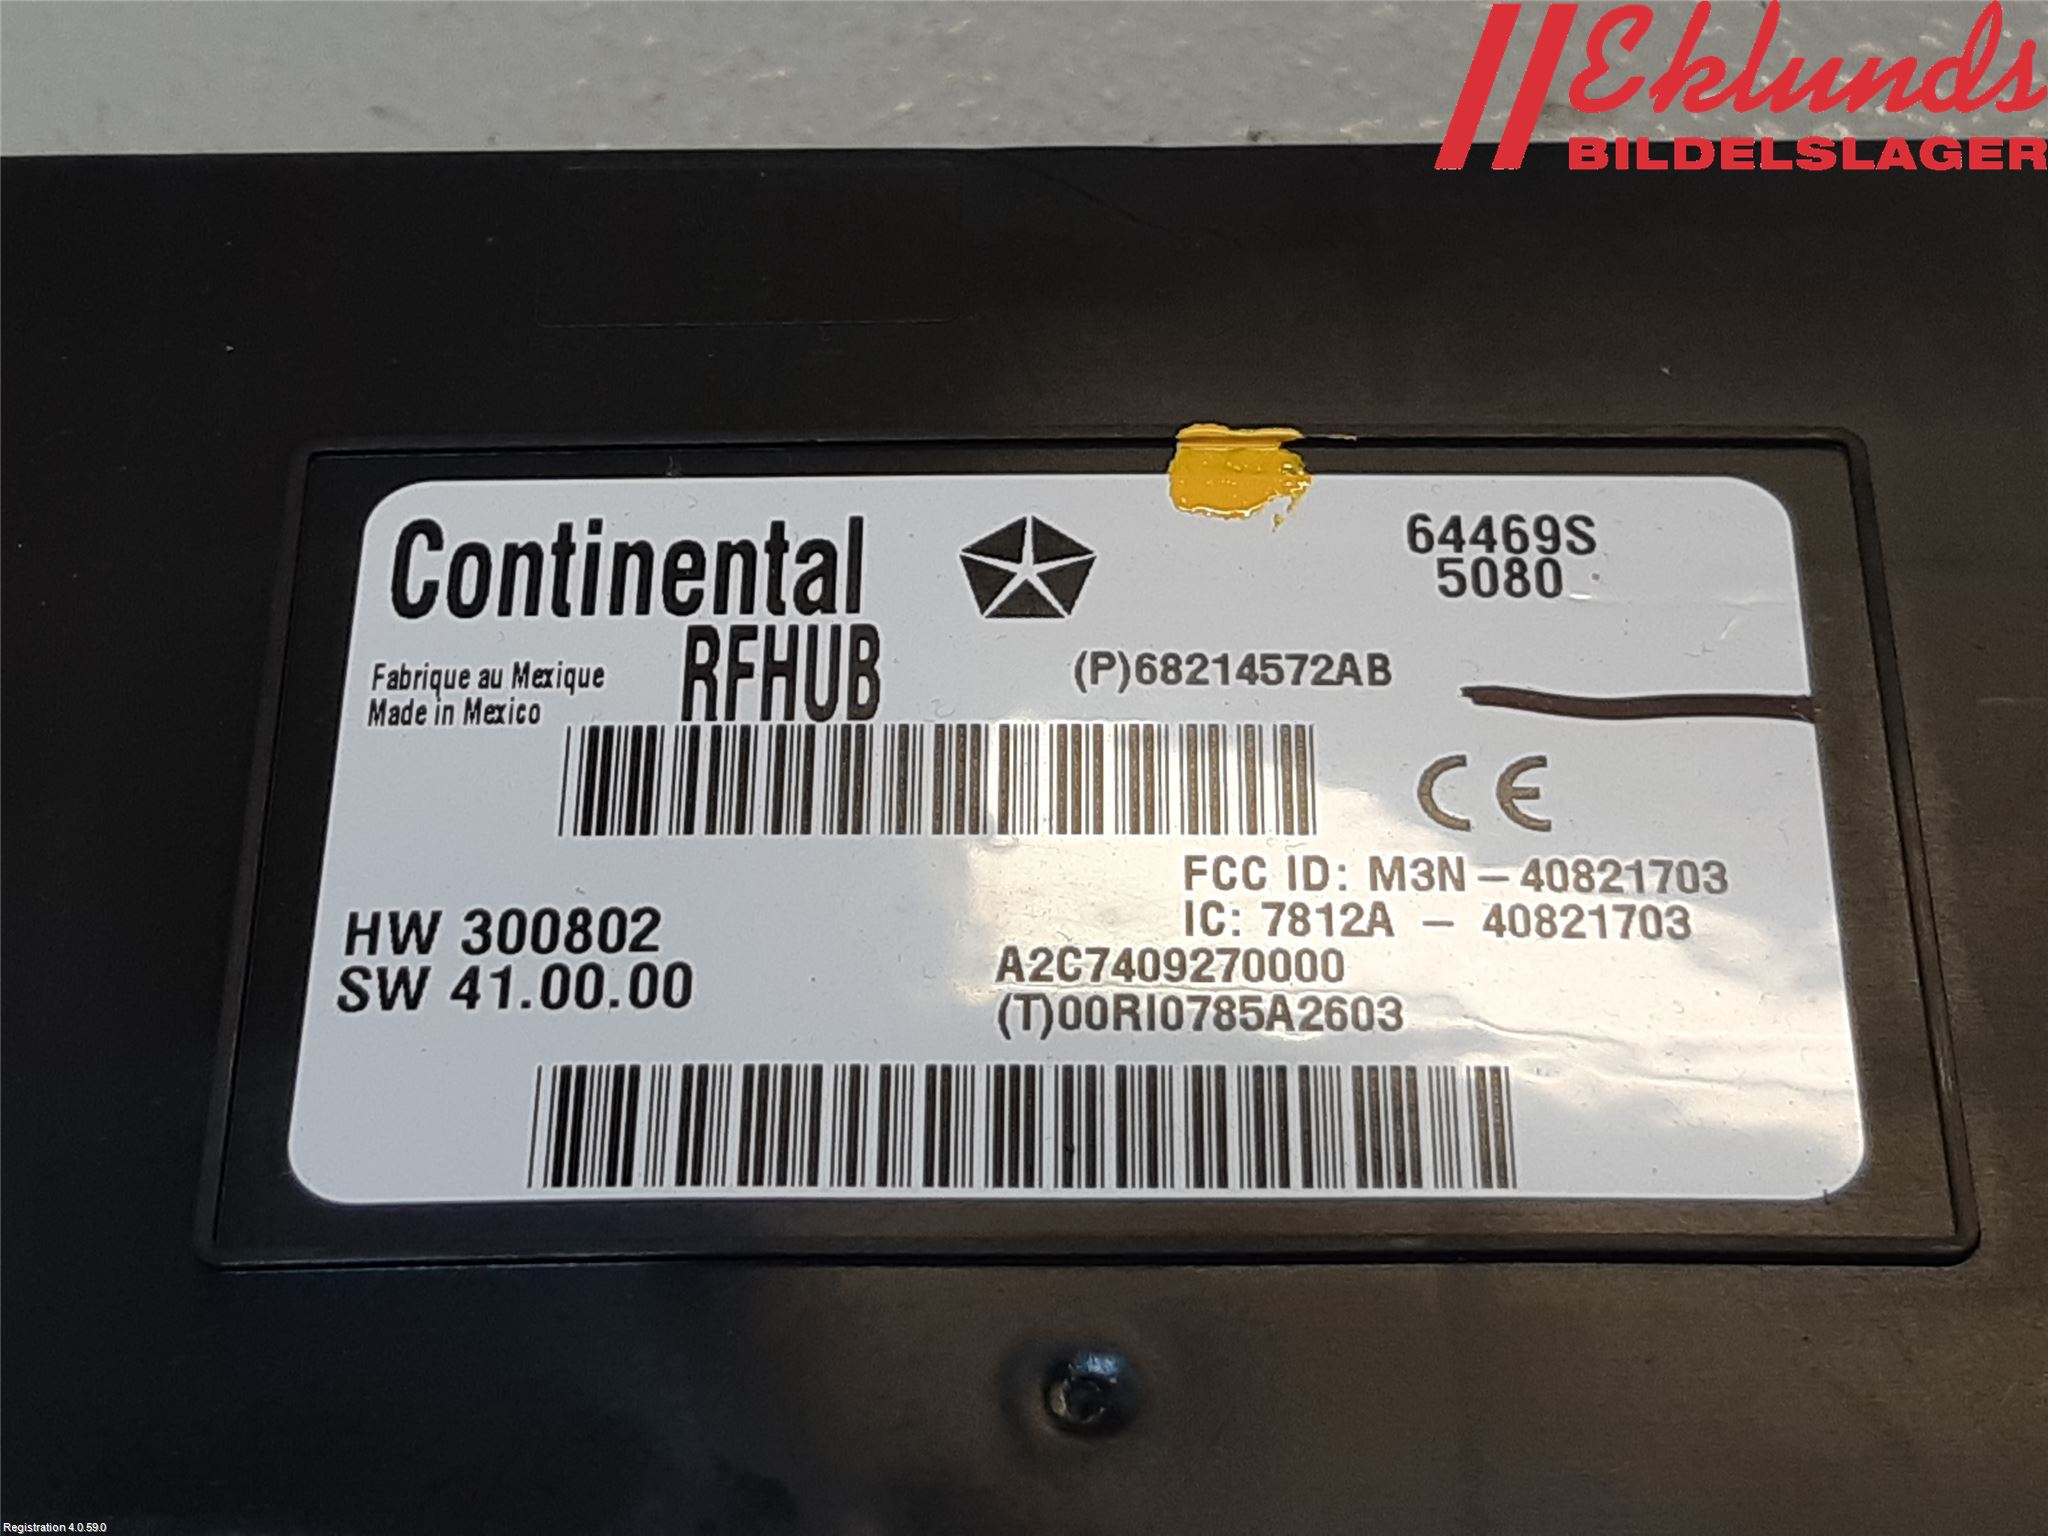 Eklunds
BILDELSLAGER
Continental
RFHUB
64469S
5080
Fabrique au Mexique
Made in Mexico
(P)68214572AB
CE
FCC ID: M3N – 40821703
IC: 7812A – 40821703
HW 300802
SW 41.00.00
A2C7409270000
(T)00RI0785A2603
Registration 4.0.59.0